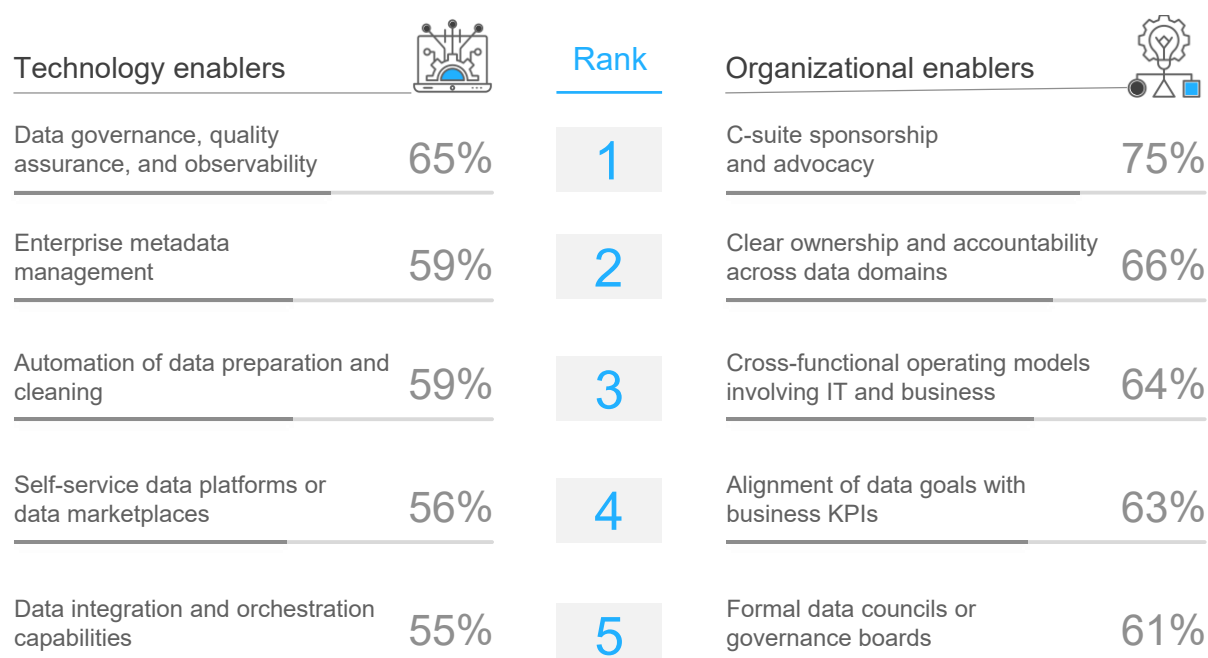 Technology enablers
Rank
Organizational enablers
Data governance, quality
assurance, and observability
65%
1
C-suite sponsorship
and advocacy
75%
Enterprise metadata
management
59%
2
Clear ownership and accountability
across data domains
66%
Automation of data preparation and
cleaning
59%
3
Cross-functional operating models
involving IT and business
64%
Self-service data platforms or
data marketplaces
56%
4
Alignment of data goals with
business KPIs
63%
Data integration and orchestration
capabilities
55%
5
Formal data councils or
governance boards
61%